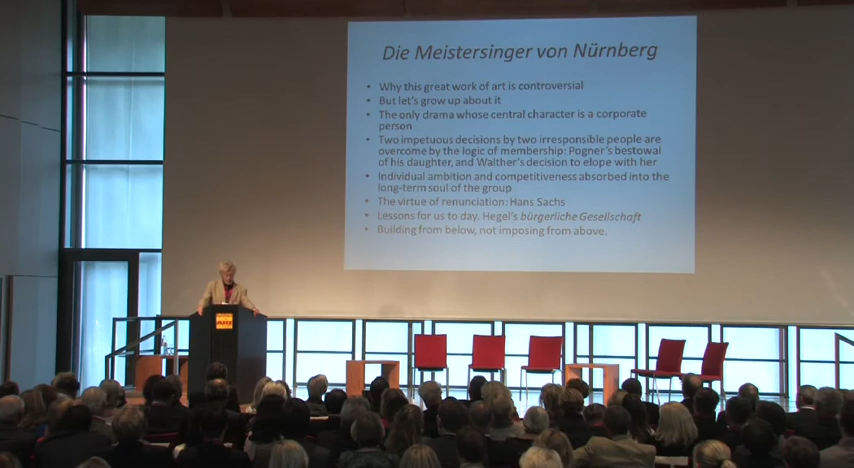 Die Meistersinger von Nürnberg
• Why this great work of art is controversial
• But let's grow up about it
• The only drama whose central character is a corporate
person
• Two impetuous decisions by two irresponsible people are
overcome by the logic of membership: Pogner's bestowal
of his daughter, and Walther's decision to elope with her
• Individual ambition and competitiveness absorbed into the
long-term soul of the group
• The virtue of renunciation: Hans Sachs
• Lessons for us to day. Hegel's bürgerliche Gesellschaft
• Building from below, not imposing from above.